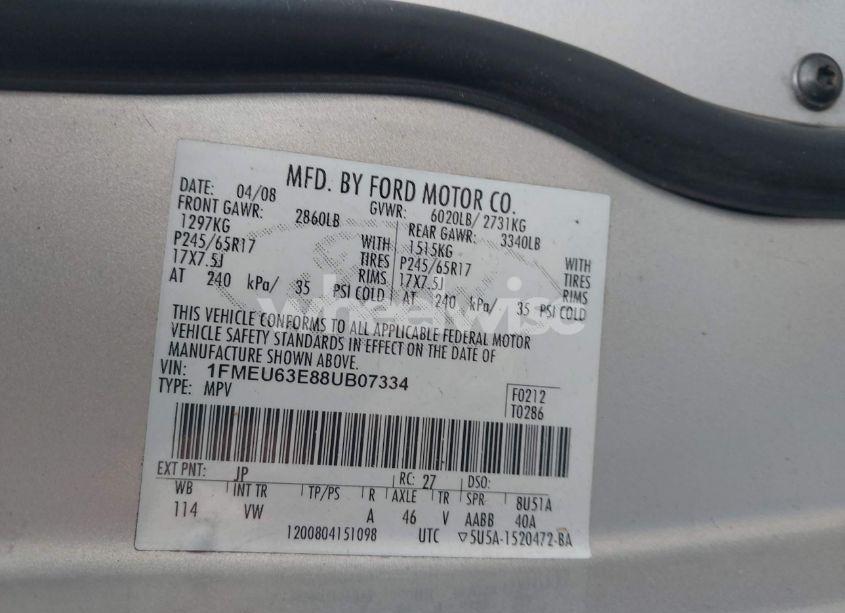 MFD. BY FORD MOTOR CO.
DATE: 04/08 GVWR: 6020LB/ 2731KG
FRONT GAWR: 2860LB REAR GAWR: 3340LB
1297KG WITH 1515KG WITH
P245/65R17 TIRES P245/65R17 TIRES
17X7.5J RIMS 17X7.5J RIMS
AT 240 kPa/ 35 PSI COLD AT 240 kPa/ 35 PSI COLD
wheelwise
THIS VEHICLE CONFORMS TO ALL APPLICABLE FEDERAL MOTOR
VEHICLE SAFETY STANDARDS IN EFFECT ON THE DATE OF
MANUFACTURE SHOWN ABOVE.
VIN: 1FMEU63E88UB07334
TYPE: MPV F0212
T0286
EXT PNT: JP RC: 27 DSO:
WB INT TR TP/PS R AXLE TR SPR 8U51A
114 VW A 46 V AABB 40A
1200804151098 UTC ▽5U5A-1520472-BA